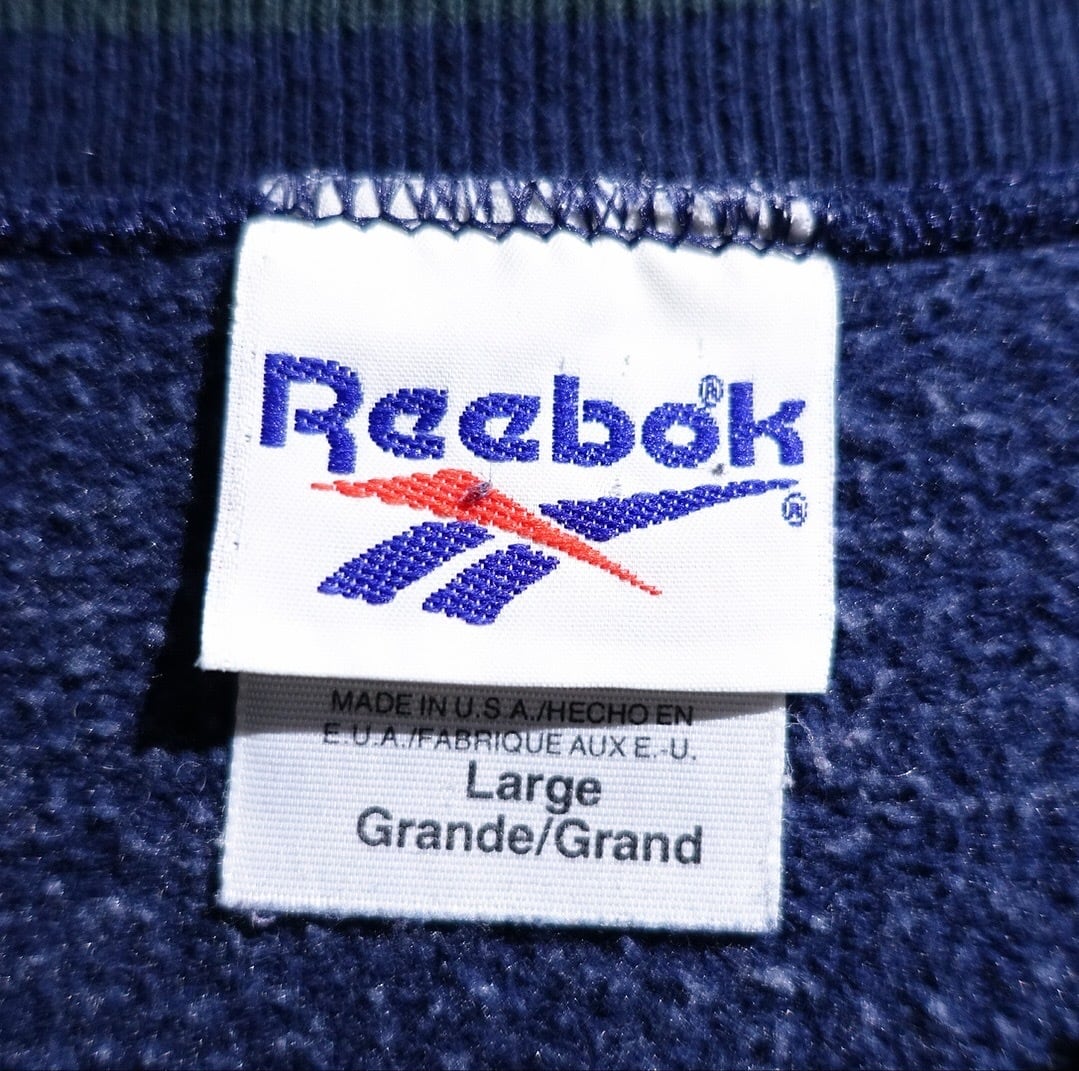 Reebok®
®
MADE IN U.S A./HECHO EN
E.U.A./FABRIQUE AUX E.-U.
Large
Grande/Grand